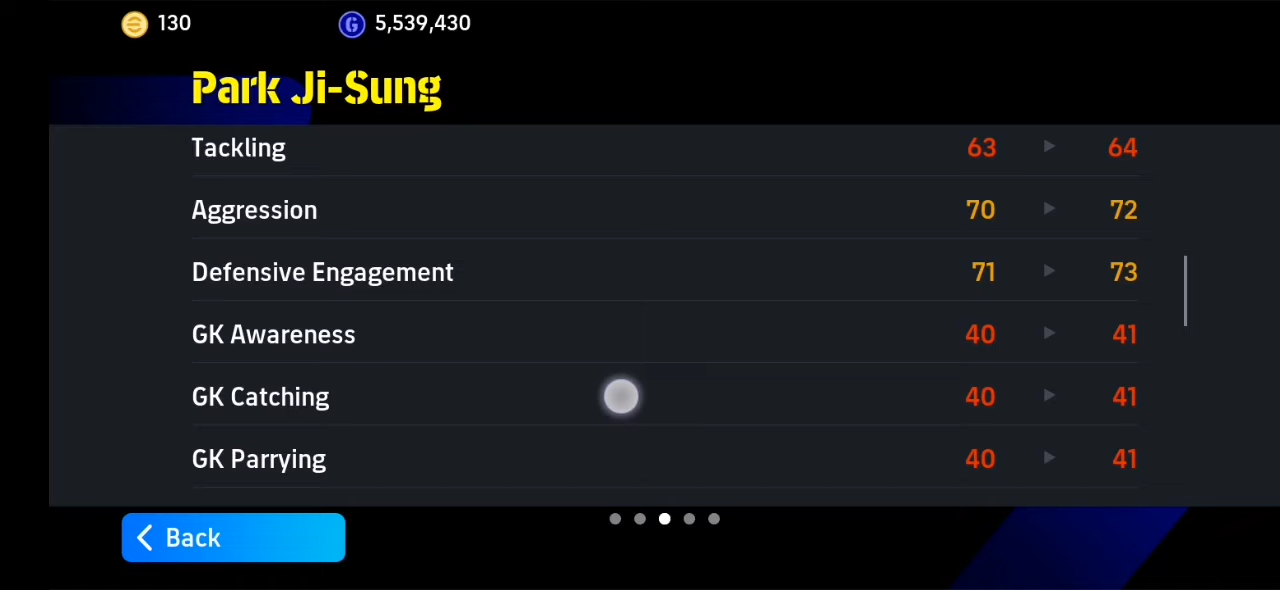 130 5,539,430
Park Ji-Sung
Tackling 63 ▶ 64
Aggression 70 ▶ 72
Defensive Engagement 71 ▶ 73
GK Awareness 40 ▶ 41
GK Catching 40 ▶ 41
GK Parrying 40 ▶ 41
Back